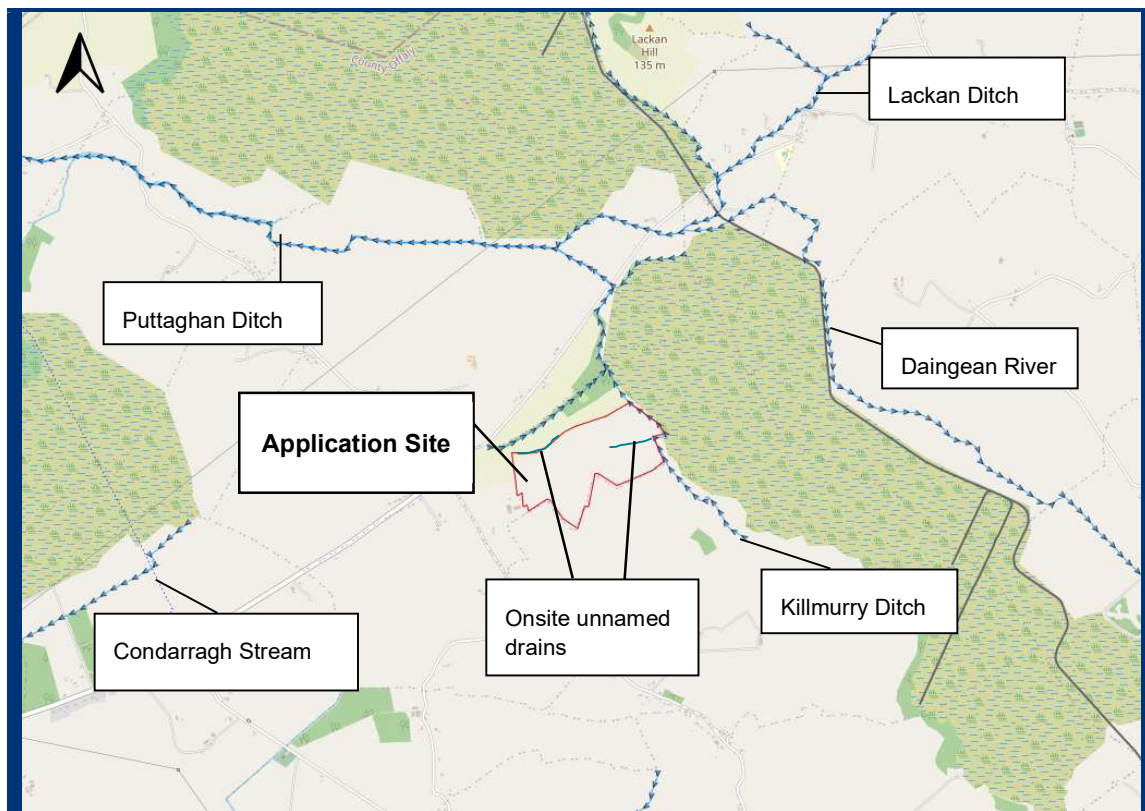 Lackan
Hill
135 m
County Offaly
Lackan Ditch
Puttaghan Ditch
Daingean River
Application Site
Onsite unnamed
drains
Killmurry Ditch
Condarragh Stream